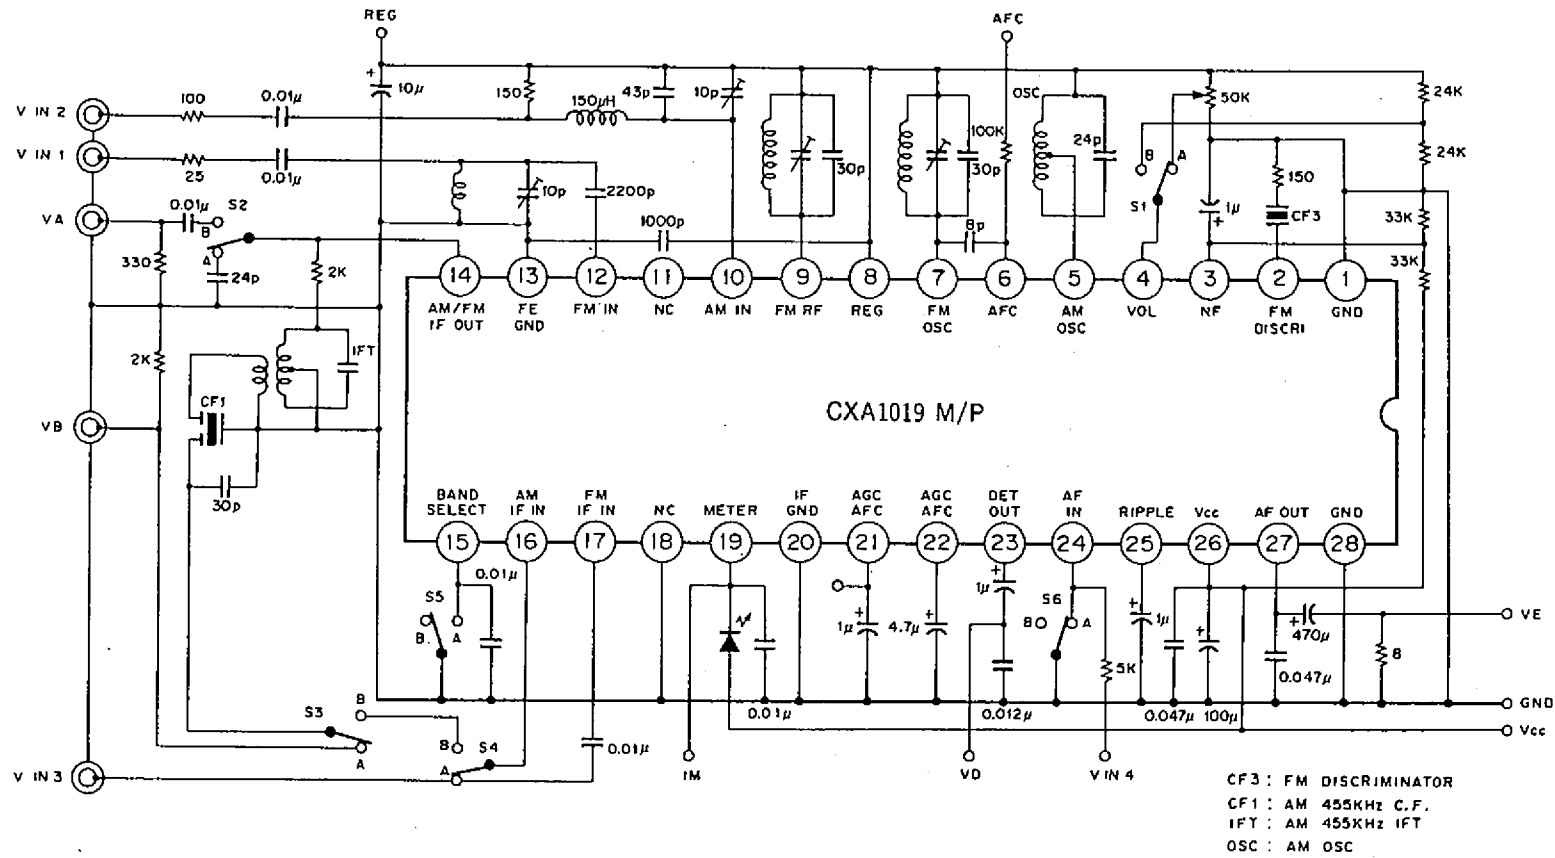 REG
AFC
10µ
150
150µH
43p
10p
100
0.01µ
V IN 2
OSC
50K
24K
V IN 1
25
0.01µ
30p
100K
30p
24p
B
A
24K
10p
2200p
150
VA
0.01µ
S2
B
1000p
8p
S1
1µ
CF3
33K
330
A
24p
2K
33K
14
13
12
11
10
9
8
7
6
5
4
3
2
1
AM/FM
IF OUT
FE
GND
FM IN
NC
AM IN
FM RF
REG
FM
OSC
AFC
AM
OSC
VOL
NF
FM
DISCRI
GND
2K
IFT
CF1
CXA1019 M/P
VB
30p
BAND
SELECT
AM
IF IN
FM
IF IN
NC
METER
IF
GND
AGC
AFC
AGC
AFC
DET
OUT
AF
IN
RIPPLE
Vcc
AF OUT
GND
15
16
17
18
19
20
21
22
23
24
25
26
27
28
0.01µ
S5
B
A
1µ
4.7µ
1µ
S6
B
A
1µ
470µ
VE
5K
8
0.047µ
0.01µ
0.012µ
0.047µ
100µ
GND
S3
B
A
B
S4
A
0.01µ
Vcc
V IN 3
IM
VD
V IN 4
CF3 : FM DISCRIMINATOR
CF1 : AM 455KHz C.F.
IFT : AM 455KHz IFT
OSC : AM OSC